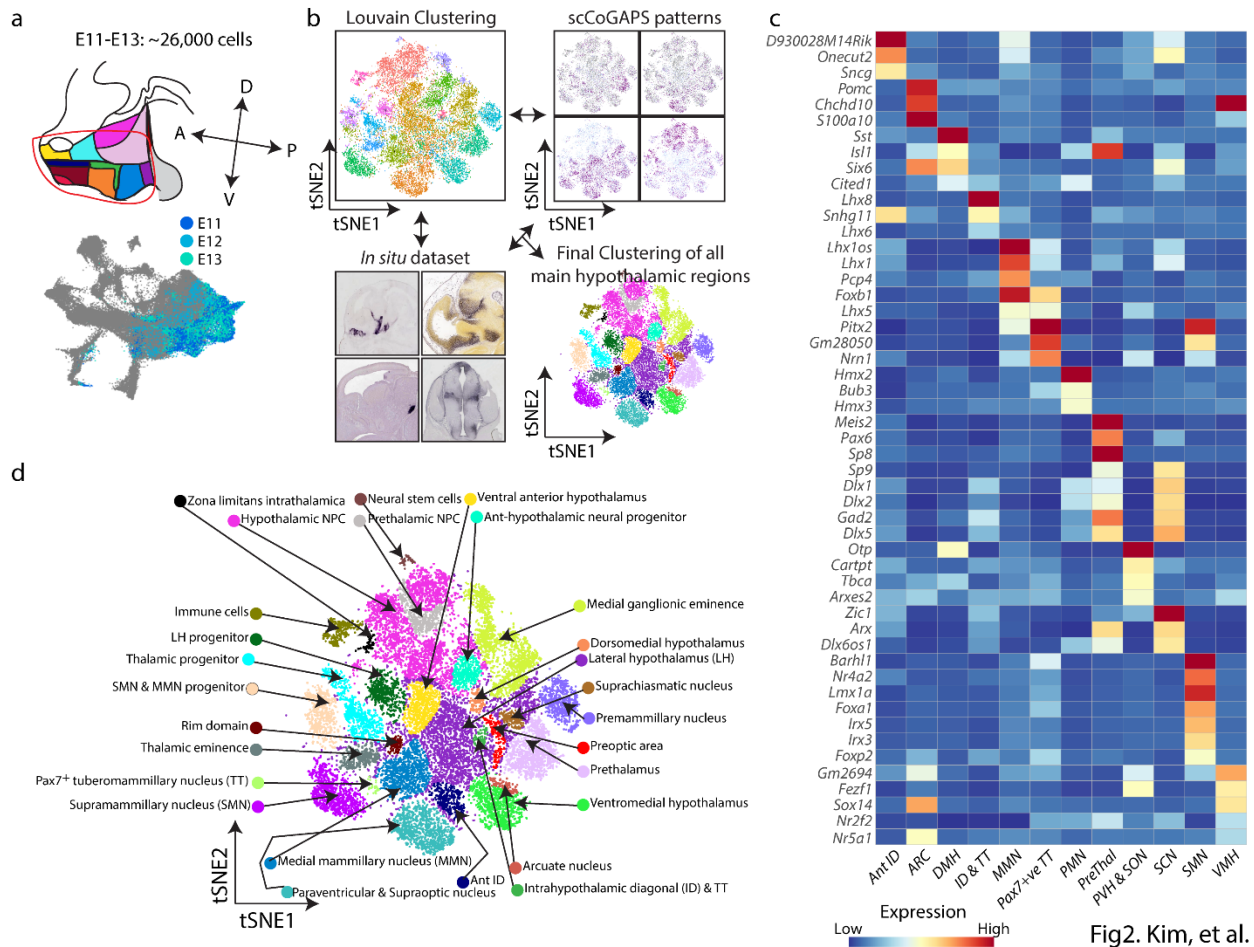 a
E11-E13: ~26,000 cells
D
A
P
V
E11
E12
E13
b
Louvain Clustering
scCoGAPS patterns
tSNE2
tSNE1
tSNE2
tSNE1
In situ dataset
Final Clustering of all
main hypothalamic regions
tSNE2
tSNE1
c
D930028M14Rik
Onecut2
Sncg
Pomc
Chchd10
S100a10
Sst
Isl1
Six6
Cited1
Lhx8
Snhg11
Lhx6
Lhx1os
Lhx1
Pcp4
Foxb1
Lhx5
Pitx2
Gm28050
Nrn1
Hmx2
Bub3
Hmx3
Meis2
Pax6
Sp8
Sp9
Dlx1
Dlx2
Gad2
Dlx5
Otp
Cartpt
Tbca
Arxes2
Zic1
Arx
Dlx6os1
Barhl1
Nr4a2
Lmx1a
Foxa1
Irx5
Irx3
Foxp2
Gm2694
Fezf1
Sox14
Nr2f2
Nr5a1
Ant ID
ARC
DMH
ID & TT
MMN
Pax7+ve TT
PMN
PreThal
PVH & SON
SCN
SMN
VMH
Expression
Low
High
d
Zona limitans intrathalamica
Neural stem cells
Ventral anterior hypothalamus
Hypothalamic NPC
Prethalamic NPC
Ant-hypothalamic neural progenitor
Immune cells
Medial ganglionic eminence
LH progenitor
Dorsomedial hypothalamus
Thalamic progenitor
Lateral hypothalamus (LH)
SMN & MMN progenitor
Suprachiasmatic nucleus
Premammillary nucleus
Rim domain
Preoptic area
Thalamic eminence
Prethalamus
Pax7+ tuberomammillary nucleus (TT)
Supramammillary nucleus (SMN)
Ventromedial hypothalamus
Medial mammillary nucleus (MMN)
Arcuate nucleus
Ant ID
Paraventricular & Supraoptic nucleus
Intrahypothalamic diagonal (ID) & TT
tSNE2
tSNE1
Fig2. Kim, et al.